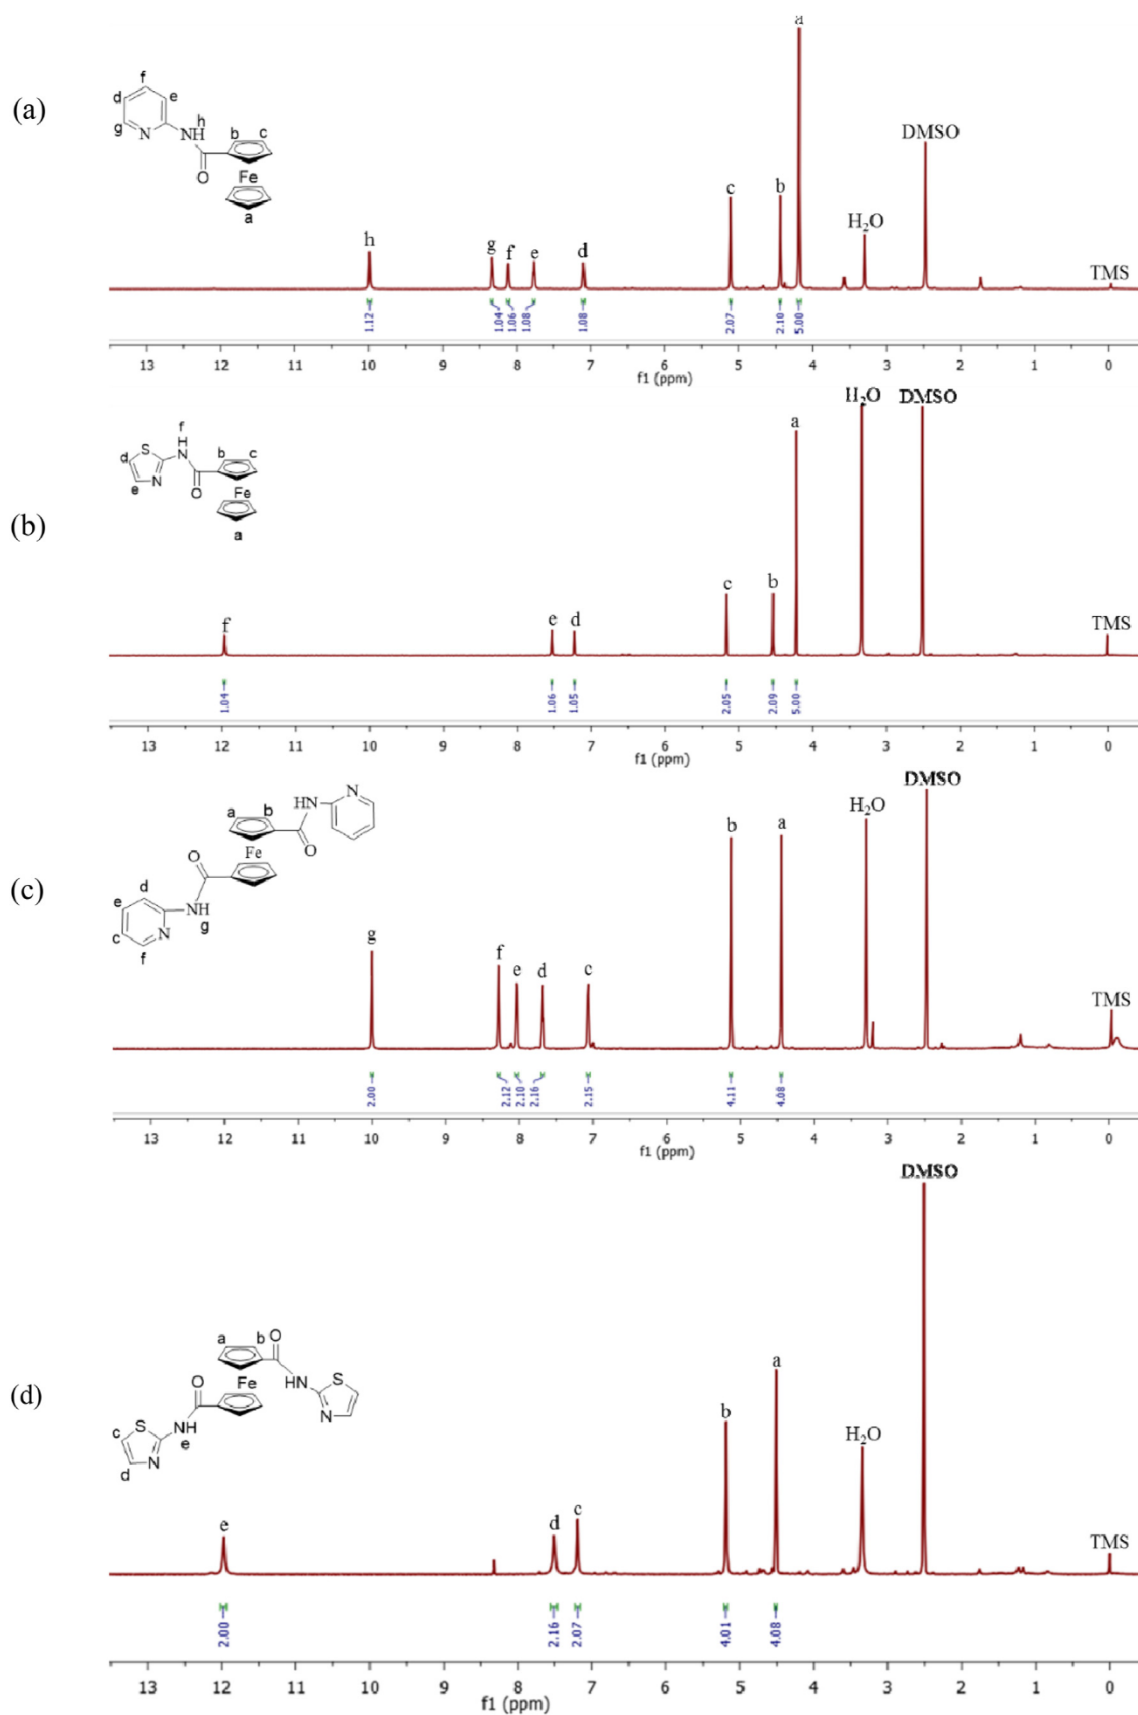 (a)
a
DMSO
f
d
e
g
N
NH
h
O
b
c
Fe
a
h
g
f
e
d
c
b
H₂O
TMS
1.12
1.04
1.06
1.08
1.08
2.07
2.10
5.00
13 12 11 10 9 8 7 6 5 4 3 2 1 0
f1 (ppm)
(b)
H₂O
DMSO
a
f
H
N
S
d
e
N
O
b
c
Fe
a
f
e
d
c
b
TMS
1.04
1.06
1.05
2.05
2.09
5.00
13 12 11 10 9 8 7 6 5 4 3 2 1 0
f1 (ppm)
(c)
DMSO
H₂O
N
HN
a
b
O
Fe
O
d
e
NH
g
c
N
f
g
f
e
d
c
b
a
TMS
2.00
2.12
2.10
2.16
2.15
4.11
4.08
13 12 11 10 9 8 7 6 5 4 3 2 1 0
f1 (ppm)
(d)
DMSO
a
b
O
HN
S
N
Fe
O
S
NH
e
c
N
d
e
d
c
b
a
H₂O
TMS
2.00
2.16
2.07
4.01
4.08
13 12 11 10 9 8 7 6 5 4 3 2 1 0
f1 (ppm)